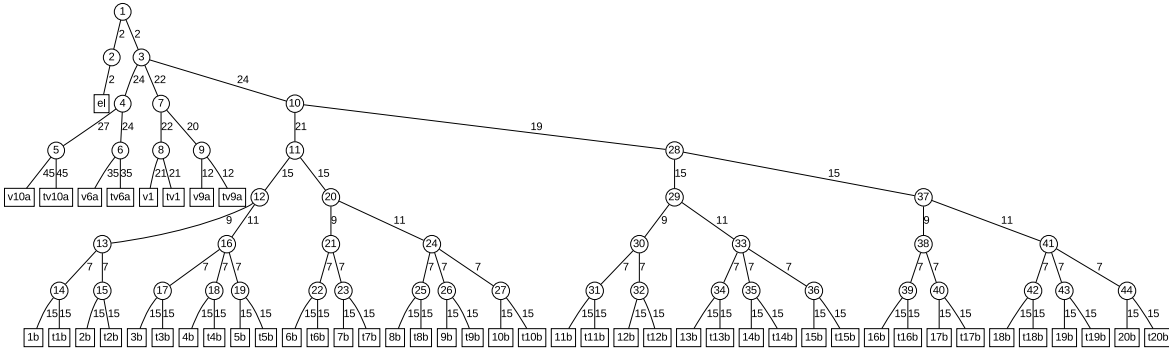 1
2 2
2 3
2 24 22 24
el 4 7 10
27 24 22 20 21 19
5 6 8 9 11 28
45 45 35 35 21 21 12 12 15 15 15 15
v10a tv10a v6a tv6a v1 tv1 v9a tv9a 12 20 29 37
9 11 9 11 9 11 9 11
13 16 21 24 30 33 38 41
7 7 7 7 7 7 7 7 7 7 7 7 7 7 7 7 7 7 7 7
14 15 17 18 19 22 23 25 26 27 31 32 34 35 36 39 40 42 43 44
15 15 15 15 15 15 15 15 15 15 15 15 15 15 15 15 15 15 15 15 15 15 15 15 15 15 15 15 15 15 15 15 15 15 15 15 15 15 15 15
1b t1b 2b t2b 3b t3b 4b t4b 5b t5b 6b t6b 7b t7b 8b t8b 9b t9b 10b t10b 11b t11b 12b t12b 13b t13b 14b t14b 15b t15b 16b t16b 17b t17b 18b t18b 19b t19b 20b t20b